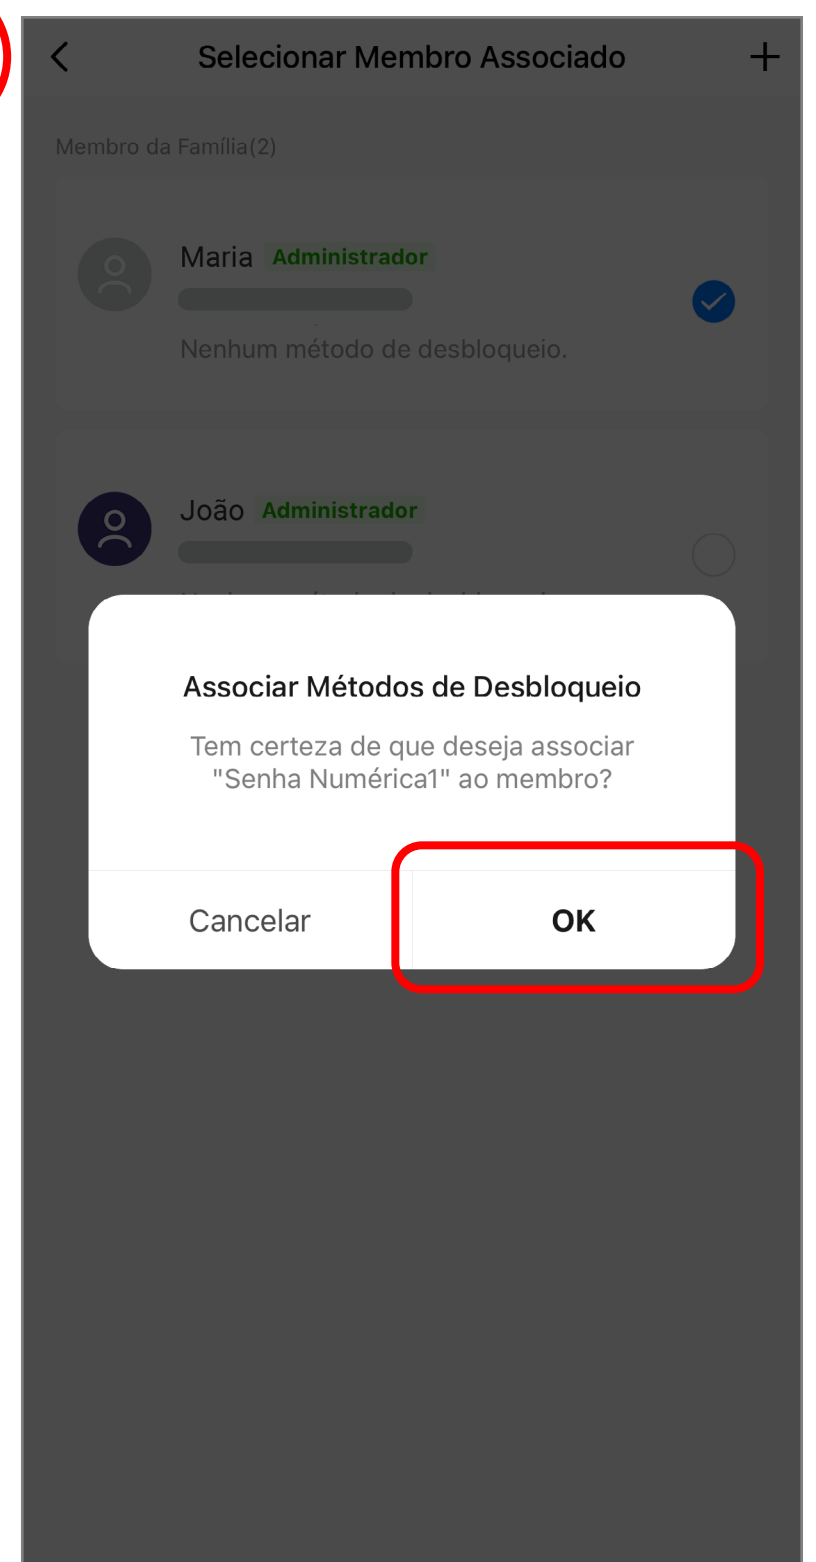 Selecionar Membro Associado
Membro da Família(2)
Maria Administrador
Nenhum método de desbloqueio.
João Administrador
Associar Métodos de Desbloqueio
Tem certeza de que deseja associar
"Senha Numérica1" ao membro?
Cancelar OK